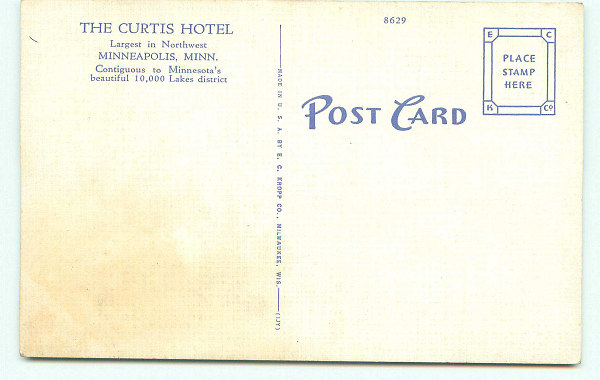 THE CURTIS HOTEL
Largest in Northwest
MINNEAPOLIS, MINN.
Contiguous to Minnesota's
beautiful 10,000 Lakes district
MADE IN U. S. A. BY E. C. KROPP CO., MILWAUKEE, WIS. (IJY)
8629
POST CARD
E C
PLACE
STAMP
HERE
K Co